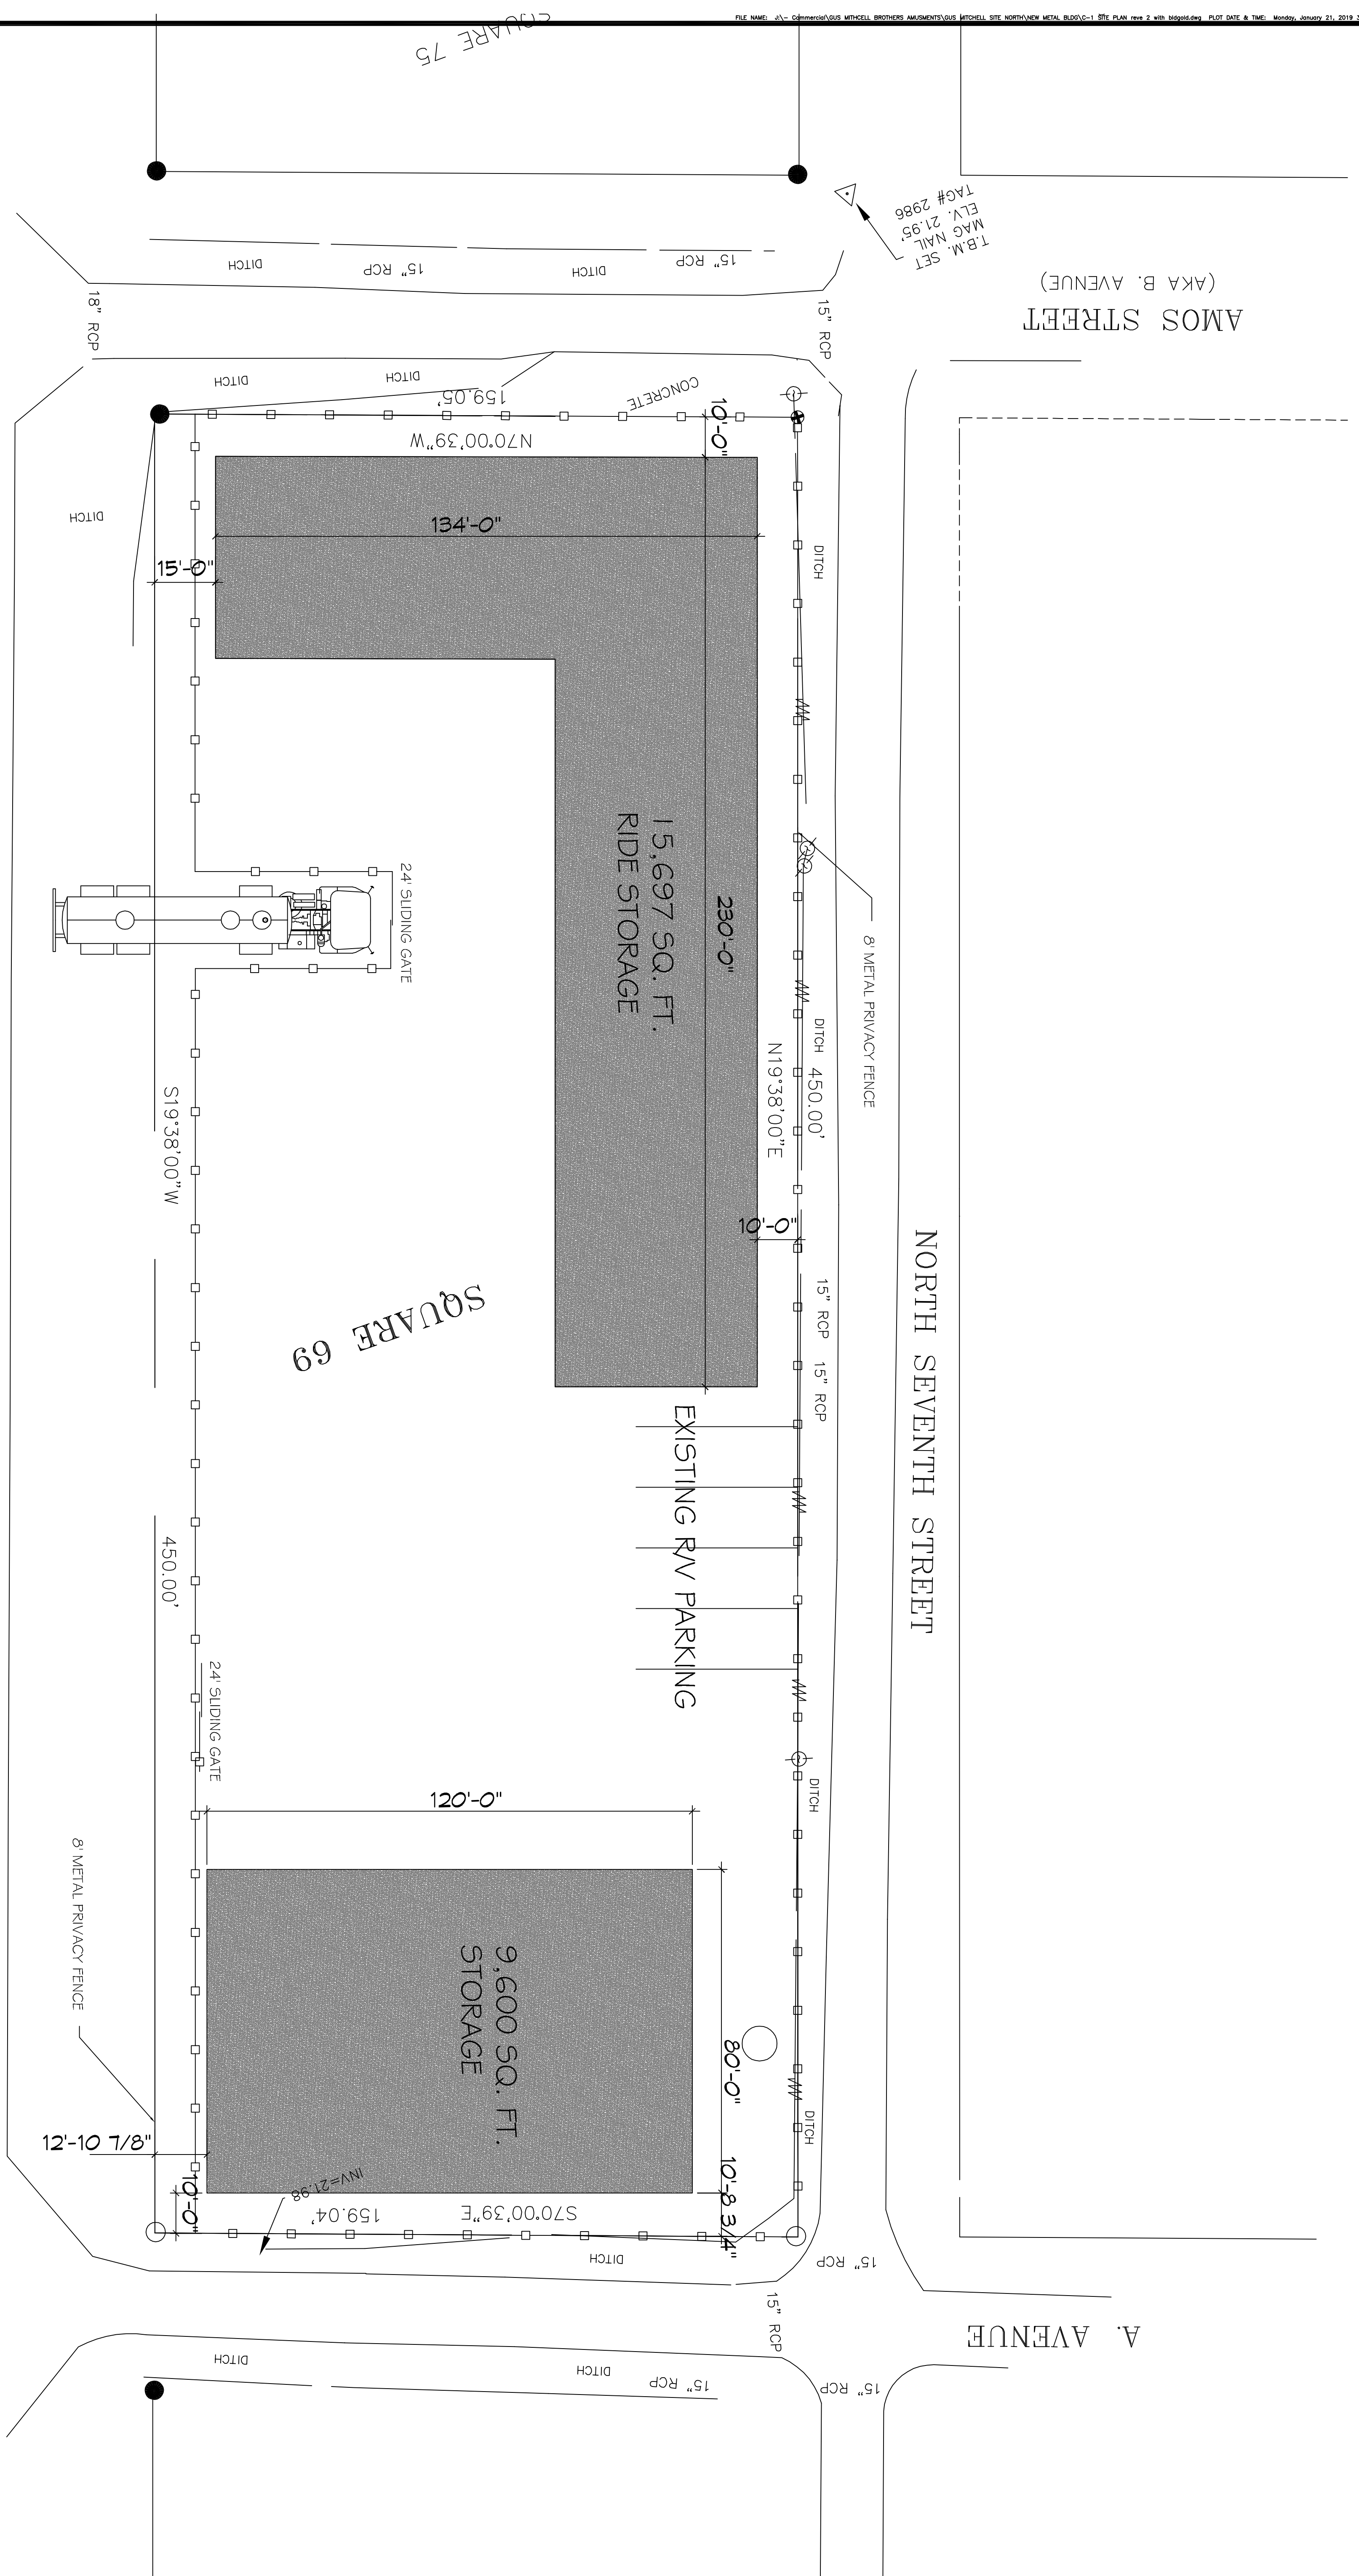 FILE NAME: J:\- Commercial\GUS MITHCELL BROTHERS AMUSMENTS\GUS MITCHELL SITE NORTH\NEW METAL BLDG\C-1 SITE PLAN reve 2 with bldgold.dwg PLOT DATE & TIME: Monday, January 21, 2019 3
SQUARE 75
T.B.M. SET
MAG NAIL
ELV. 21.95'
TAG# 2986
DITCH
15" RCP
DITCH
15" RCP
(AKA B. AVENUE)
AMOS STREET
18" RCP
15" RCP
DITCH
DITCH
159.05'
CONCRETE
10'-0"
N70°00'39"W
DITCH
134'-0"
15'-0"
DITCH
15,697 SQ. FT.
RIDE STORAGE
230'-0"
24' SLIDING GATE
8' METAL PRIVACY FENCE
DITCH
450.00'
N19°38'00"E
S19°38'00"W
10'-0"
15" RCP
15" RCP
NORTH SEVENTH STREET
SQUARE 69
EXISTING R/V PARKING
450.00'
24' SLIDING GATE
120'-0"
DITCH
8' METAL PRIVACY FENCE
9,600 SQ. FT.
STORAGE
80'-0"
DITCH
12'-10 7/8"
10'-0"
INV=21.98
159.04'
S70°00'39"E
10'-8 3/4"
DITCH
15" RCP
15" RCP
A. AVENUE
DITCH
DITCH
15" RCP
15" RCP